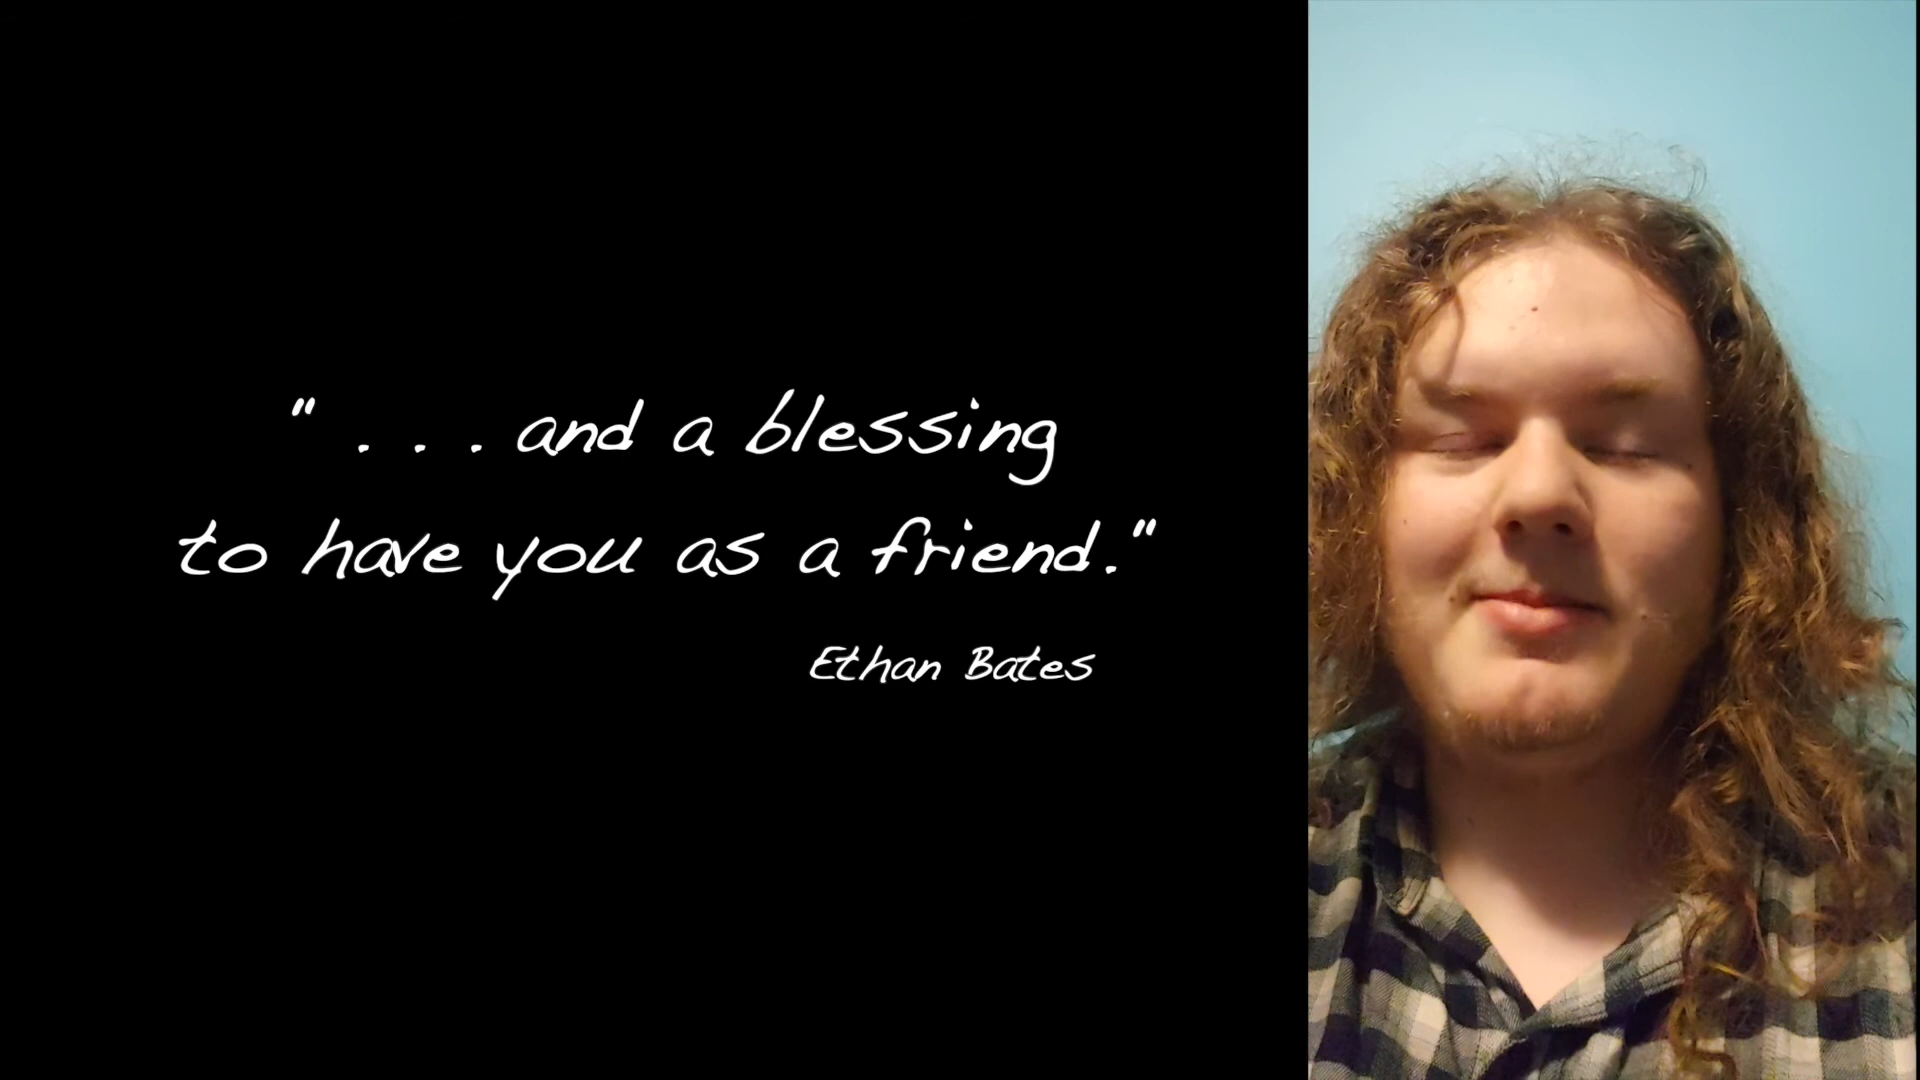 " . . . and a blessing
to have you as a friend."
Ethan Bates